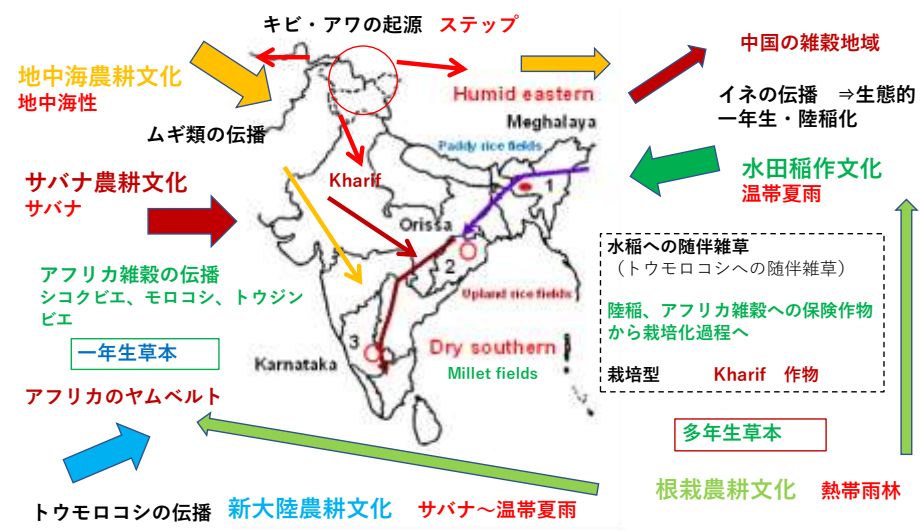 キビ・アワの起源　ステップ
中国の雑穀地域
地中海農耕文化
地中海性
Humid eastern
イネの伝播　⇒生態的
一年生・陸稲化
Meghalaya
ムギ類の伝播
Paddy rice fields
水田稲作文化
温帯夏雨
サバナ農耕文化
サバナ
Kharif
1
Orissa
水稲への随伴雑草
（トウモロコシへの随伴雑草）
2
アフリカ雑穀の伝播
シコクビエ、モロコシ、トウジン
ビエ
Upland rice fields
陸稲、アフリカ雑穀への保険作物
から栽培化過程へ
一年生草本
3
Dry southern
Karnataka
Millet fields
栽培型　Kharif　作物
アフリカのヤムベルト
多年生草本
根栽農耕文化　熱帯雨林
トウモロコシの伝播　新大陸農耕文化　サバナ～温帯夏雨